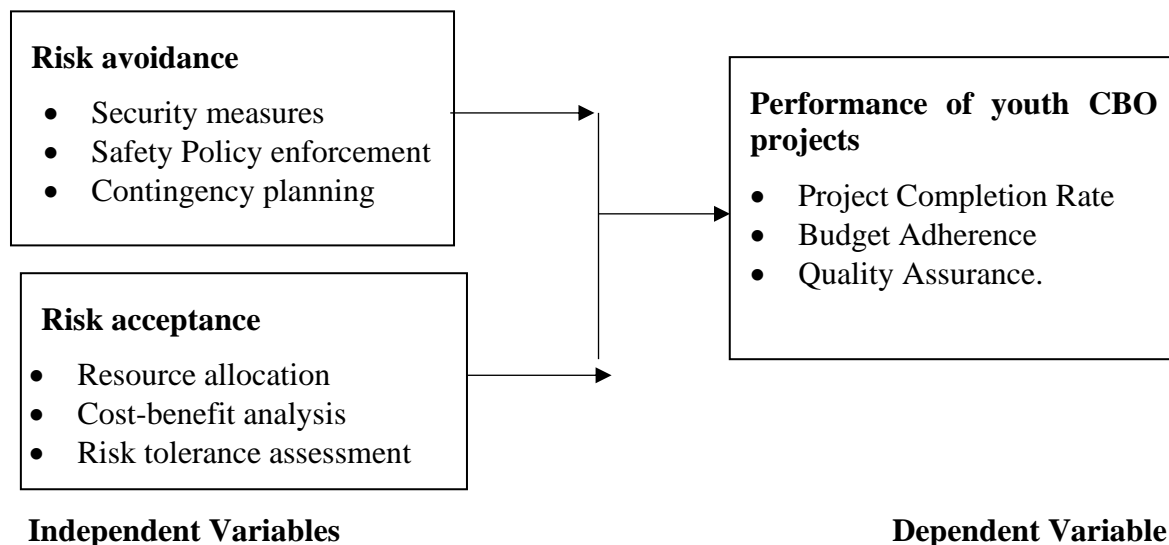 Risk avoidance
• Security measures
• Safety Policy enforcement
• Contingency planning
Risk acceptance
• Resource allocation
• Cost-benefit analysis
• Risk tolerance assessment
Independent Variables
Performance of youth CBO
projects
• Project Completion Rate
• Budget Adherence
• Quality Assurance.
Dependent Variable